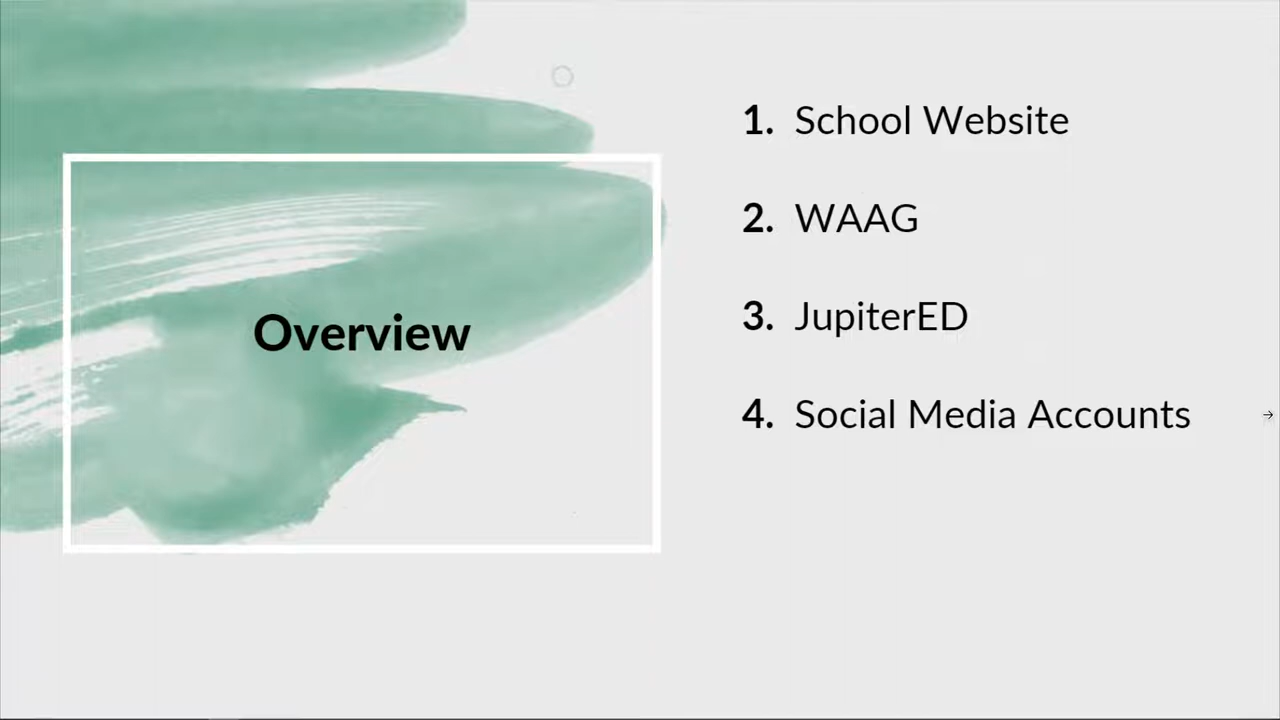 Overview
1. School Website
2. WAAG
3. JupiterED
4. Social Media Accounts